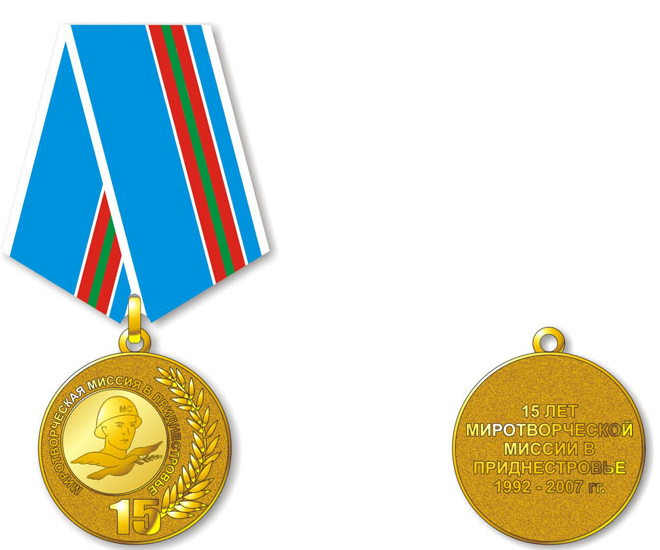 МИРОТВОРЧЕСКАЯ МИССИЯ В ПРИДНЕСТРОВЬЕ
МС
15
15 ЛЕТ
МИРОТВОРЧЕСКОЙ
МИССИИ В
ПРИДНЕСТРОВЬЕ
1992 - 2007 гг.